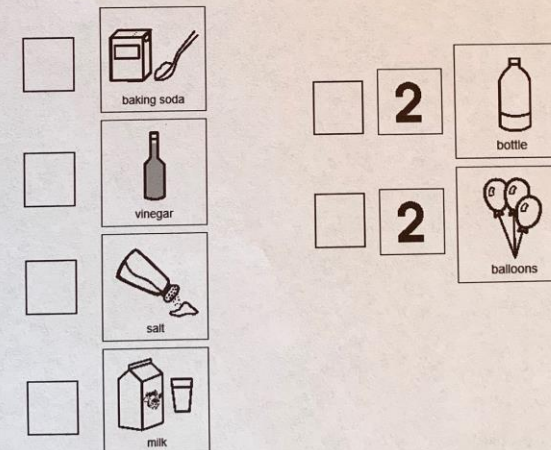 baking soda
vinegar
salt
milk
2
bottle
2
balloons